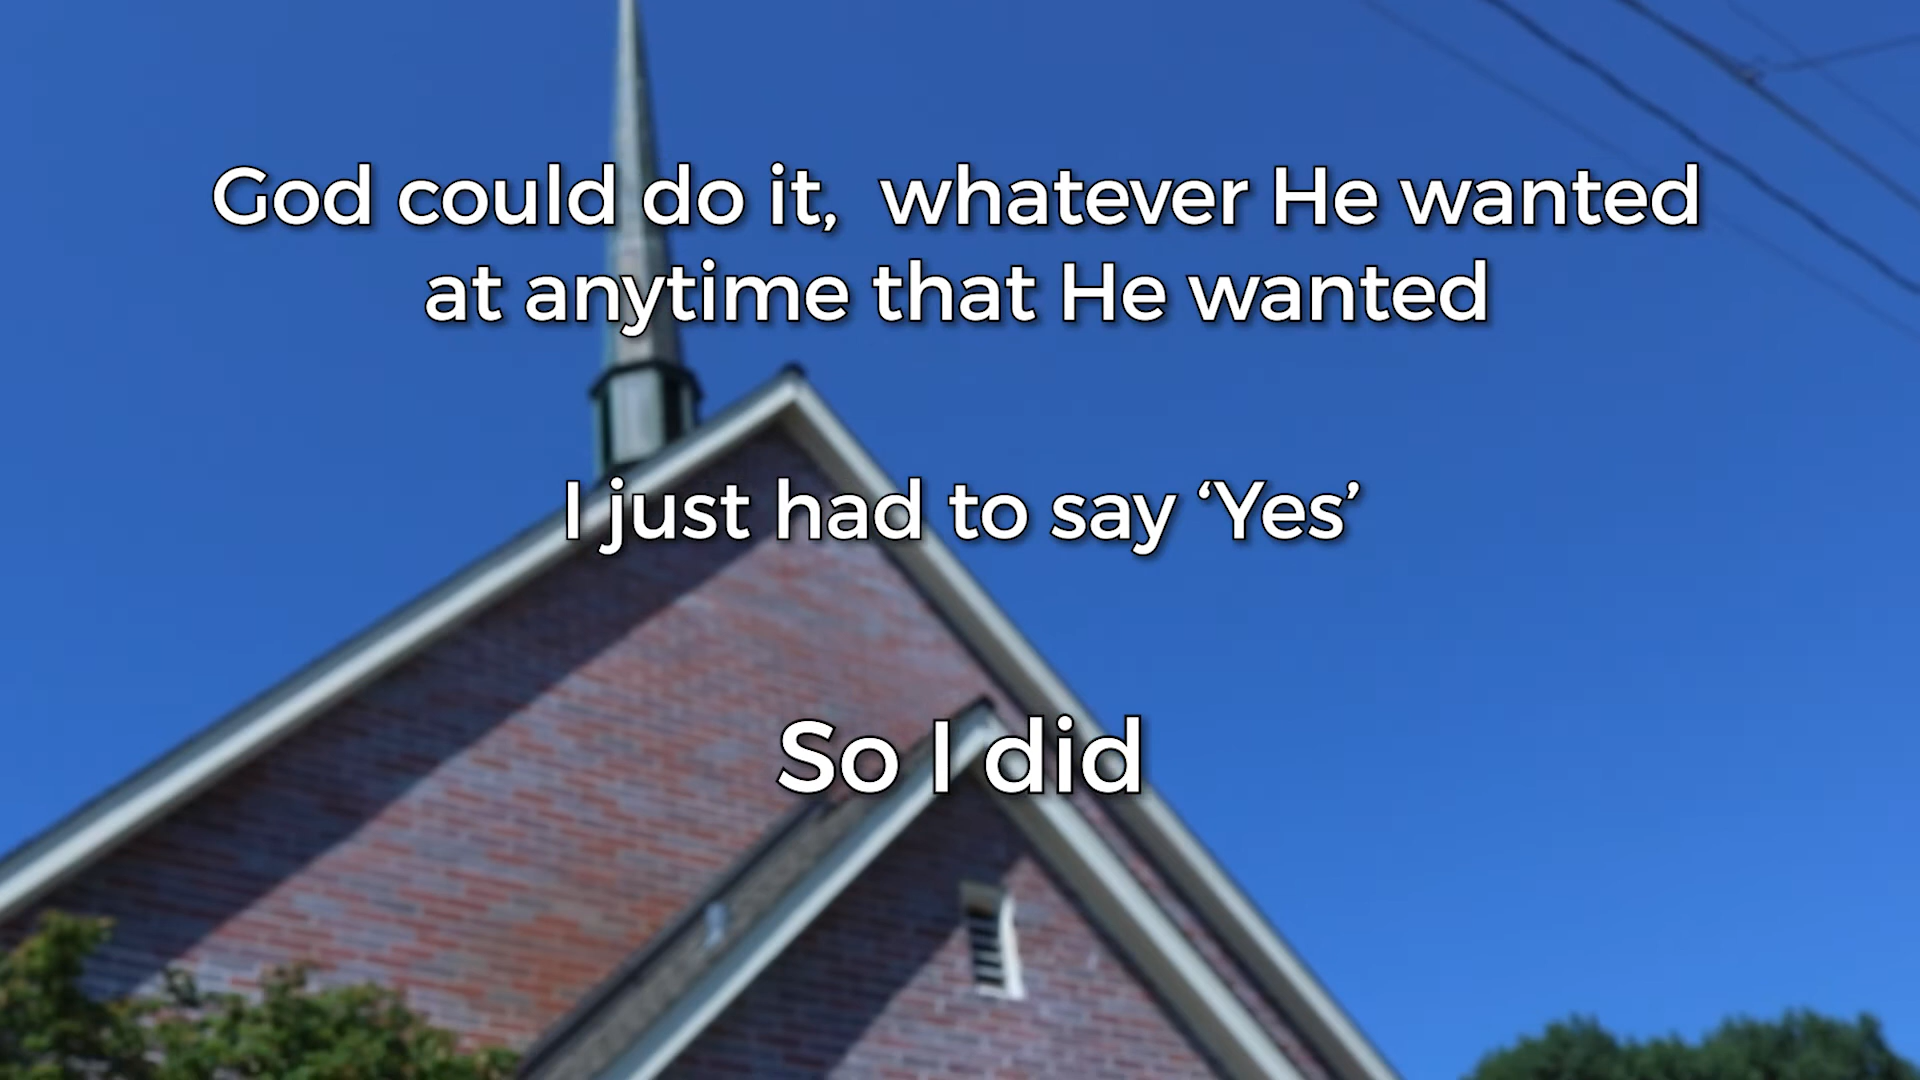 God could do it,  whatever He wanted
at anytime that He wanted
I just had to say ‘Yes’
So I did